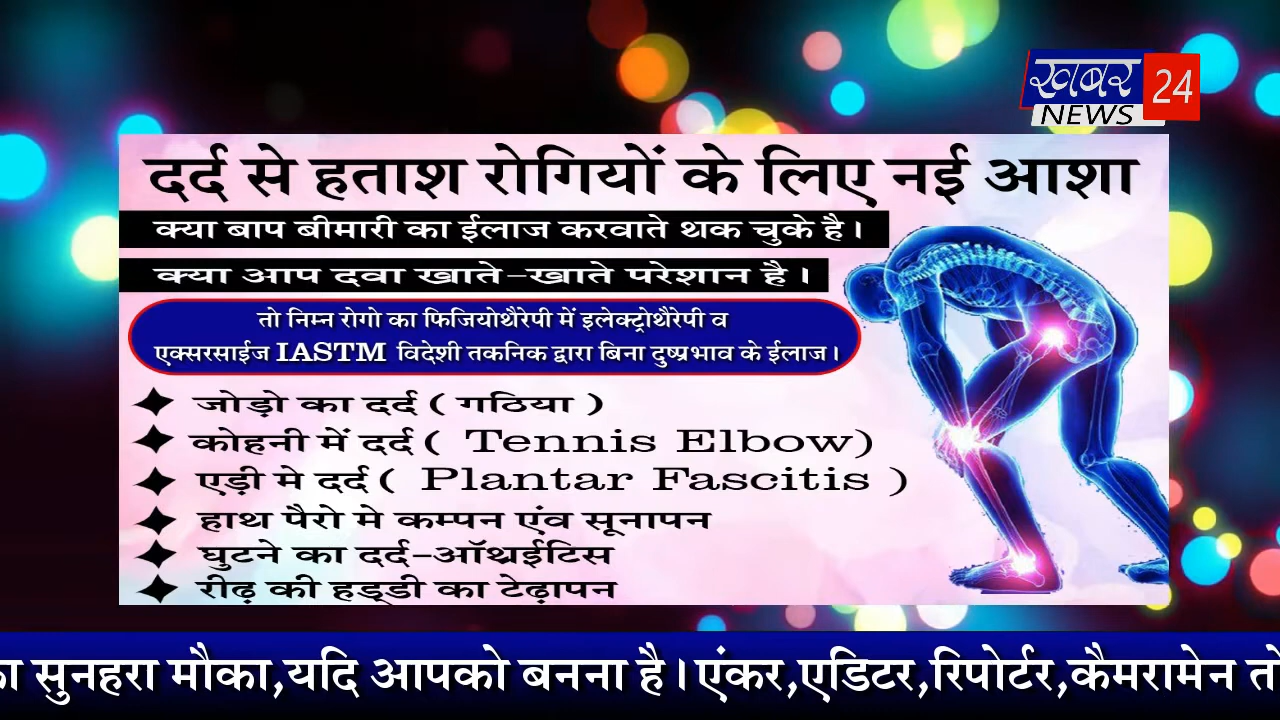 खबर 24
NEWS
दर्द से हताश रोगियों के लिए नई आशा
क्या बाप बीमारी का ईलाज करवाते थक चुके है।
क्या आप दवा खाते-खाते परेशान है।
तो निम्न रोगो का फिजियोथैरेपी में इलेक्ट्रोथैरेपी व
एक्सरसाईज IASTM विदेशी तकनिक द्वारा बिना दुष्प्रभाव के ईलाज।
जोड़ो का दर्द ( गठिया )
कोहनी में दर्द ( Tennis Elbow)
एड़ी मे दर्द ( Plantar Fascitis )
हाथ पैरो मे कम्पन एंव सूनापन
घुटने का दर्द-ऑथ्रईटिस
रीढ़ की हड्डी का टेढ़ापन
का सुनहरा मौका,यदि आपको बनना है। एंकर,एडिटर,रिपोर्टर,कैमरामेन तो